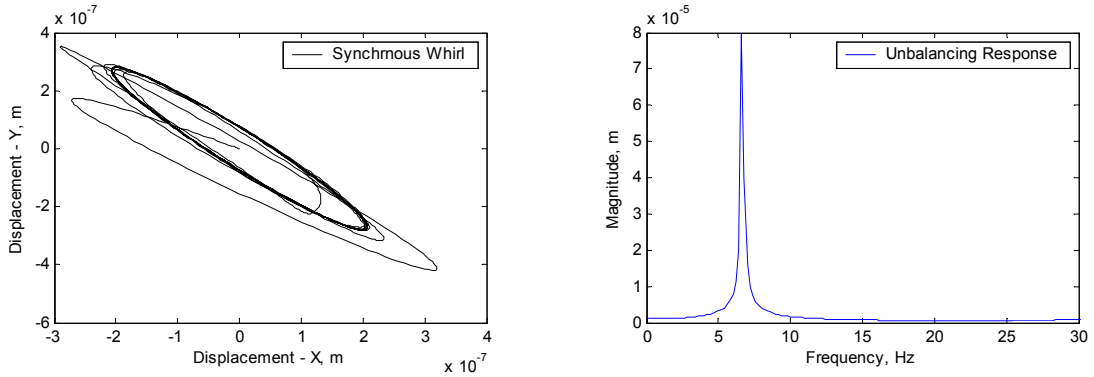 x 10^-7
4
2
0
-2
-4
-6
Displacement - Y, m
Synchrnous Whirl
-3 -2 -1 0 1 2 3 4
Displacement - X, m
x 10^-7
x 10^-5
8
7
6
5
4
3
2
1
0
Magnitude, m
Unbalancing Response
0 5 10 15 20 25 30
Frequency, Hz